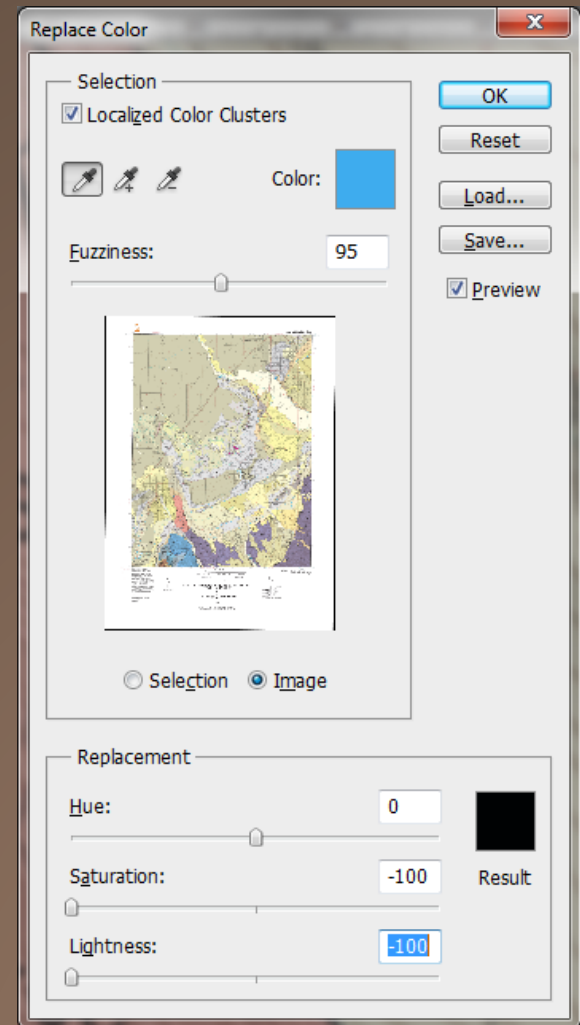 Replace Color
Selection
Localized Color Clusters
Color:
Fuzziness:
95
OK
Reset
Load...
Save...
Preview
Selection
Image
Replacement
Hue:
0
Saturation:
-100
Result
Lightness:
-100